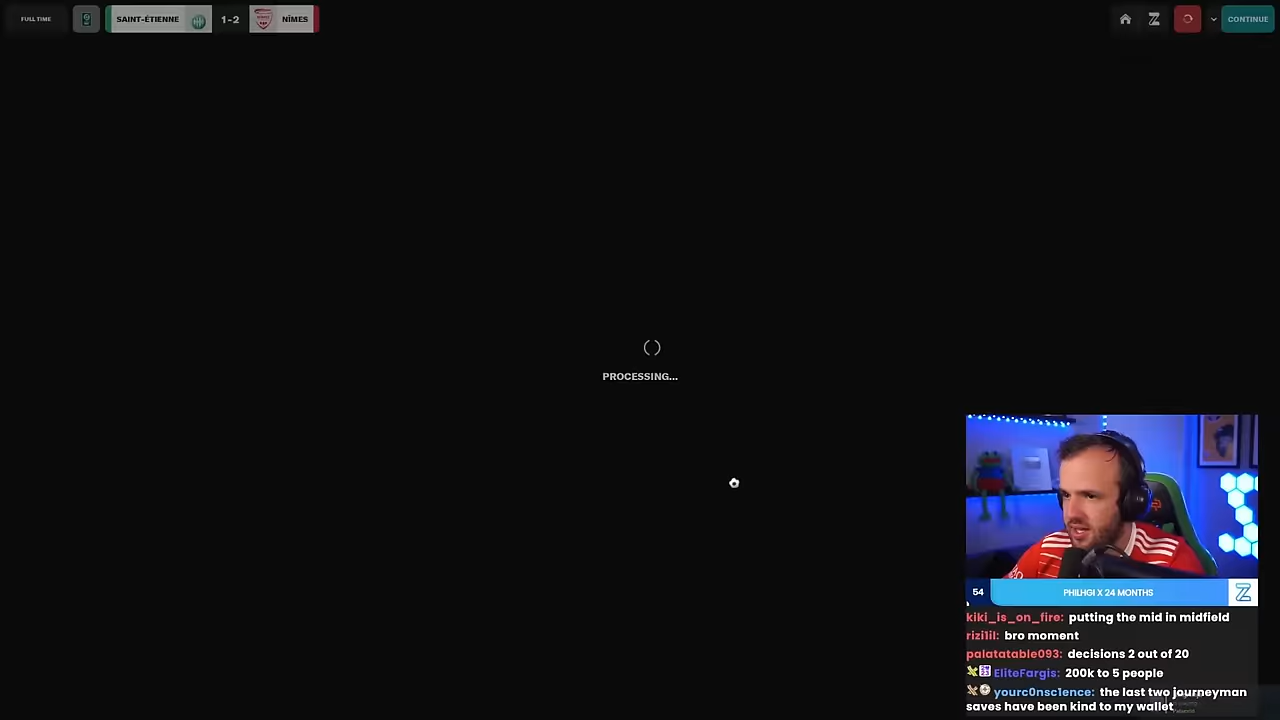 FULL TIME
SAINT-ÉTIENNE
1-2
NÎMES
CONTINUE
PROCESSING...
54
PHILHGI X 24 MONTHS
kiki_is_on_fire: putting the mid in midfield
rizi1il: bro moment
palatatable093: decisions 2 out of 20
EliteFargis: 200k to 5 people
yourc0nsc1ence: the last two journeyman
saves have been kind to my wallet